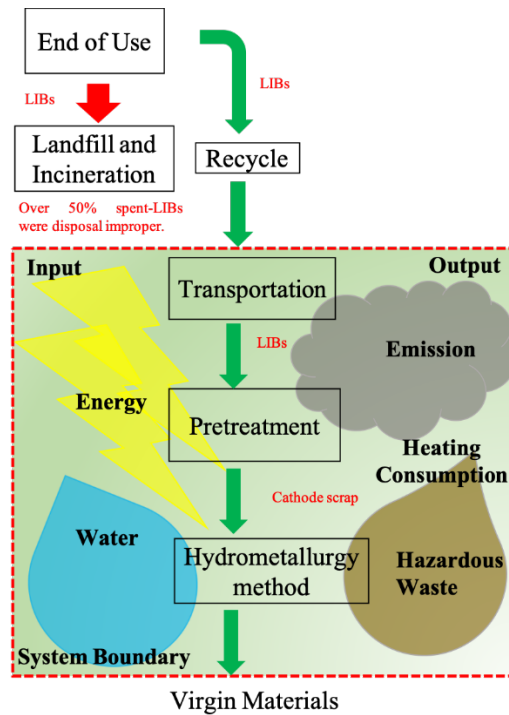 End of Use
LIBs
LIBs
Landfill and
Incineration
Recycle
Over 50% spent-LIBs
were disposal improper.
Input
Output
Transportation
LIBs
Emission
Energy
Pretreatment
Heating
Consumption
Cathode scrap
Water
Hydrometallurgy
method
Hazardous
Waste
System Boundary
Virgin Materials